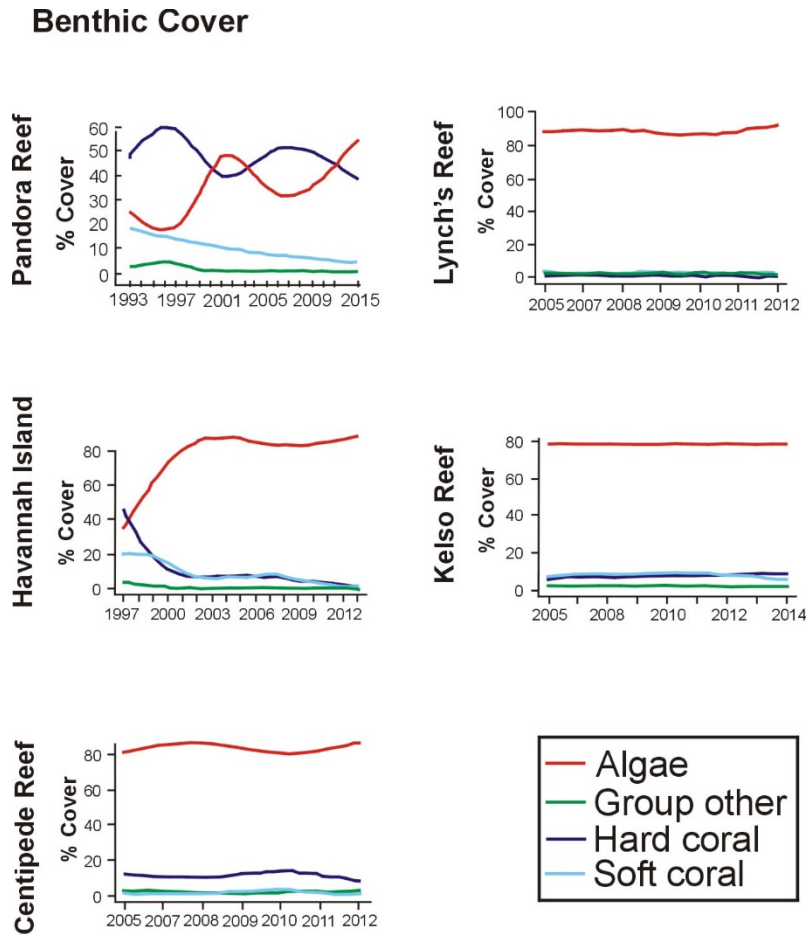 Benthic Cover
Pandora Reef
% Cover
60
50
40
30
20
10
0
1993 1997 2001 2005 2009 2015
Lynch's Reef
% Cover
100
80
60
40
20
0
2005 2007 2008 2009 2010 2011 2012
Havannah Island
% Cover
80
60
40
20
0
1997 2000 2003 2006 2009 2012
Kelso Reef
% Cover
80
60
40
20
0
2005 2008 2010 2012 2014
Centipede Reef
% Cover
80
60
40
20
0
2005 2007 2008 2009 2010 2011 2012
Algae
Group other
Hard coral
Soft coral